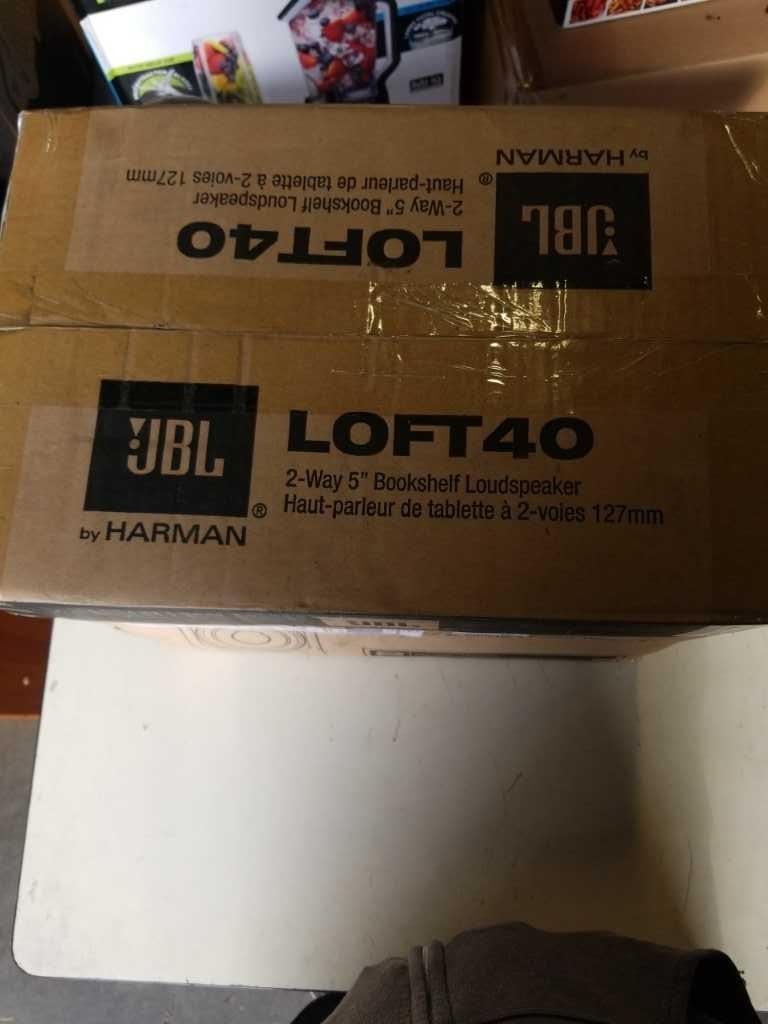 LOFT40
2-Way 5" Bookshelf Loudspeaker
Haut-parleur de tablette à 2-voies 127mm
JBL
®
by HARMAN
JBL
®
by HARMAN
LOFT40
2-Way 5" Bookshelf Loudspeaker
Haut-parleur de tablette à 2-voies 127mm